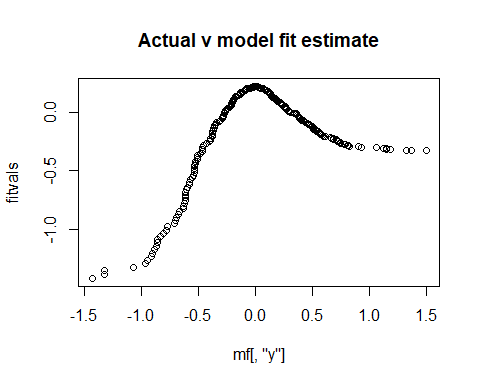 Actual v model fit estimate
fitvals
0.0
-0.5
-1.0
-1.5 -1.0 -0.5 0.0 0.5 1.0 1.5
mf[, "y"]